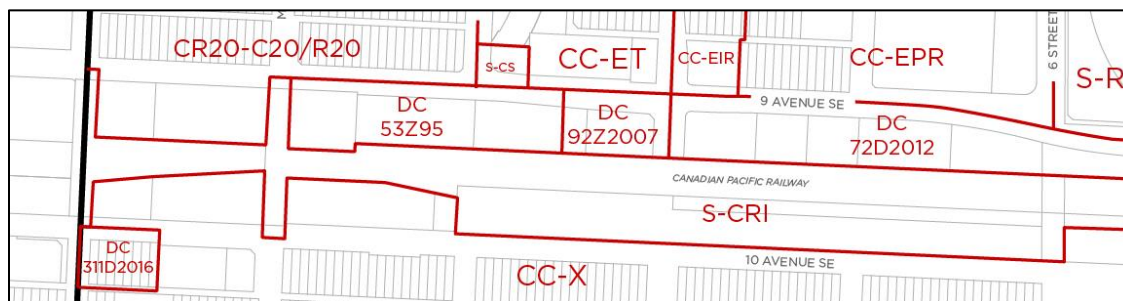 CR20-C20/R20
S-CS
CC-ET
CC-EIR
CC-EPR
6 STREET
S-R
9 AVENUE SE
DC
53Z95
DC
92Z2007
DC
72D2012
CANADIAN PACIFIC RAILWAY
S-CRI
DC
311D2016
CC-X
10 AVENUE SE